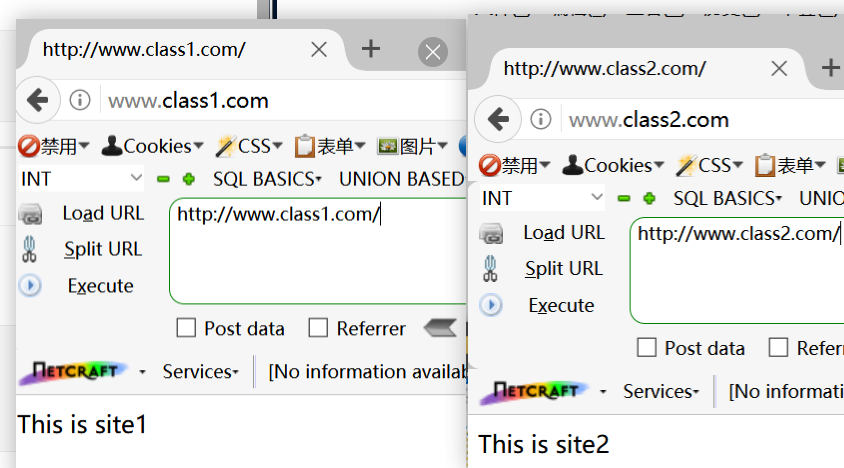 http://www.class1.com/
www.class1.com
禁用 Cookies CSS 表单 图片
INT SQL BASICS UNION BASED
Load URL http://www.class1.com/
Split URL
Execute
Post data Referrer
NETCRAFT Services [No information availab
This is site1
http://www.class2.com/
www.class2.com
禁用 Cookies CSS 表单
INT SQL BASICS UNIO
Load URL http://www.class2.com/
Split URL
Execute
Post data Referr
NETCRAFT Services [No informati
This is site2